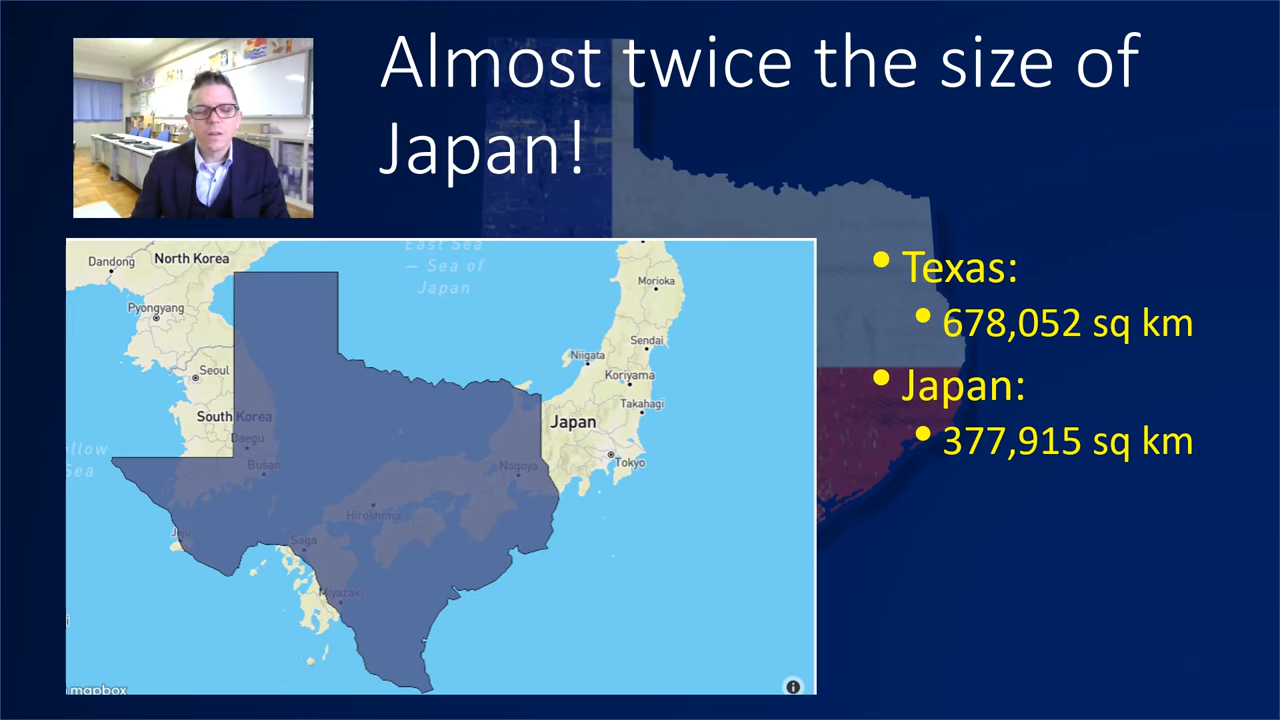 Almost twice the size of
Japan!
East Sea
— Sea of
Japan
Dandong
North Korea
Pyongyang
Morioka
Sendai
Niigata
Seoul
Koriyama
Takahagi
South Korea
Japan
Daegu
Busan
Nagoya
Tokyo
Hiroshima
Saga
Miyazaki
mapbox
• Texas:
• 678,052 sq km
• Japan:
• 377,915 sq km